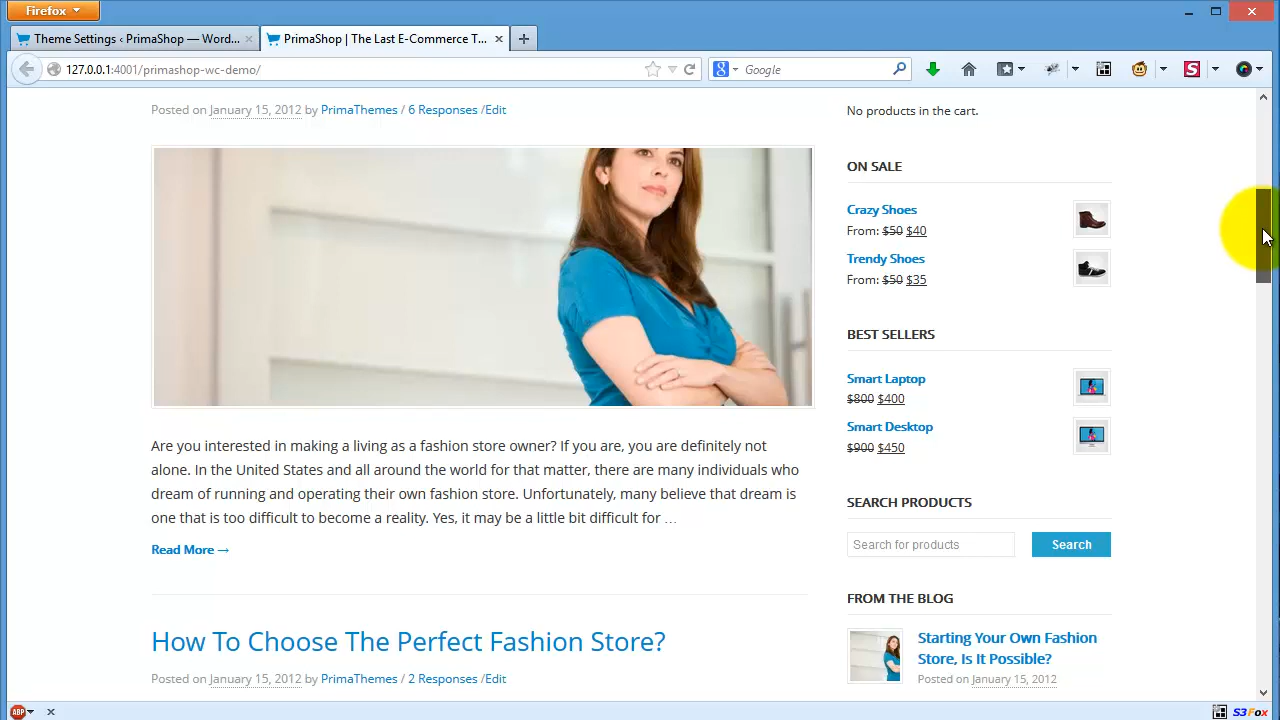 Firefox
Theme Settings ‹ PrimaShop — Word...
PrimaShop | The Last E-Commerce T...
127.0.0.1:4001/primashop-wc-demo/
Google
Posted on January 15, 2012 by PrimaThemes / 6 Responses /Edit
Are you interested in making a living as a fashion store owner? If you are, you are definitely not
alone. In the United States and all around the world for that matter, there are many individuals who
dream of running and operating their own fashion store. Unfortunately, many believe that dream is
one that is too difficult to become a reality. Yes, it may be a little bit difficult for …
Read More →
How To Choose The Perfect Fashion Store?
Posted on January 15, 2012 by PrimaThemes / 2 Responses /Edit
No products in the cart.
ON SALE
Crazy Shoes
From: $50 $40
Trendy Shoes
From: $50 $35
BEST SELLERS
Smart Laptop
$800 $400
Smart Desktop
$900 $450
SEARCH PRODUCTS
Search for products
Search
FROM THE BLOG
Starting Your Own Fashion
Store, Is It Possible?
Posted on January 15, 2012
ABP
S3Fox